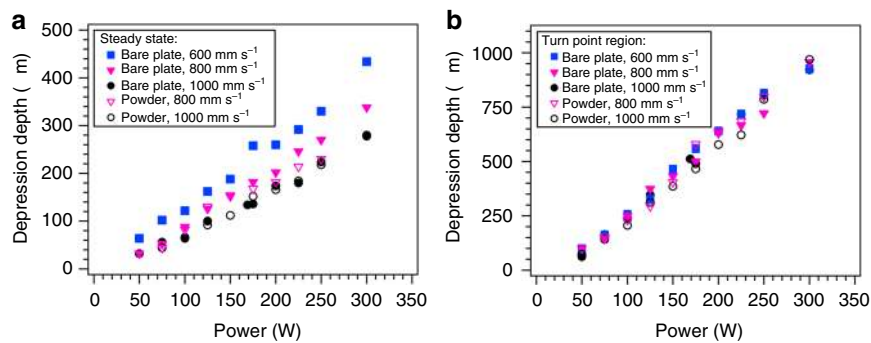 a
Steady state:
Bare plate, 600 mm s⁻¹
Bare plate, 800 mm s⁻¹
Bare plate, 1000 mm s⁻¹
Powder, 800 mm s⁻¹
Powder, 1000 mm s⁻¹
Depression depth ( m)
500
400
300
200
100
0
0 50 100 150 200 250 300 350
Power (W)
b
Turn point region:
Bare plate, 600 mm s⁻¹
Bare plate, 800 mm s⁻¹
Bare plate, 1000 mm s⁻¹
Powder, 800 mm s⁻¹
Powder, 1000 mm s⁻¹
Depression depth ( m)
1000
750
500
250
0
0 50 100 150 200 250 300 350
Power (W)